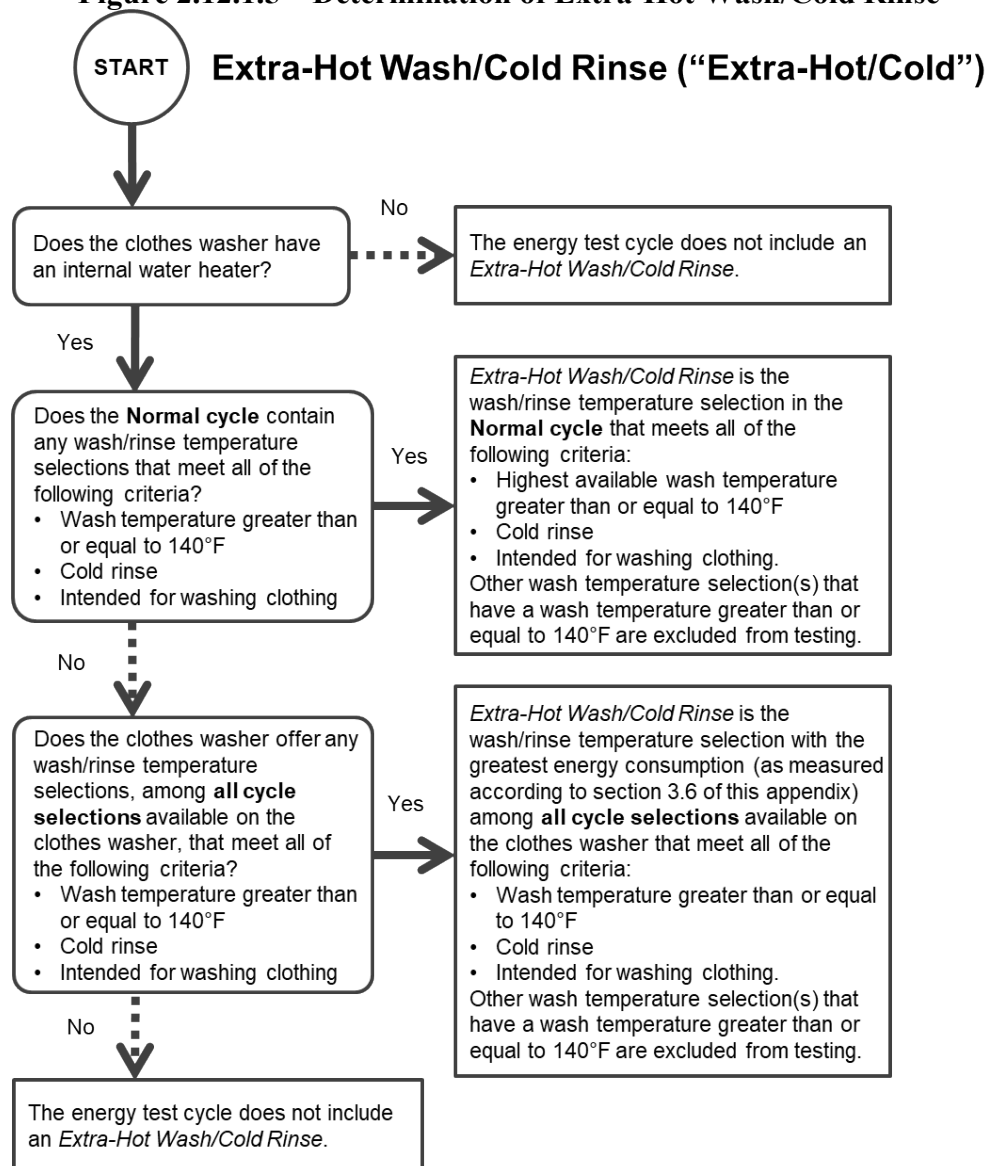 Figure 2.12.1.5 Determination of Extra-Hot Wash/Cold Rinse
START
Extra-Hot Wash/Cold Rinse (“Extra-Hot/Cold”)
Does the clothes washer have
an internal water heater?
No
The energy test cycle does not include an
Extra-Hot Wash/Cold Rinse.
Yes
Does the Normal cycle contain
any wash/rinse temperature
selections that meet all of the
following criteria?
• Wash temperature greater than
or equal to 140°F
• Cold rinse
• Intended for washing clothing
Yes
Extra-Hot Wash/Cold Rinse is the
wash/rinse temperature selection in the
Normal cycle that meets all of the
following criteria:
• Highest available wash temperature
greater than or equal to 140°F
• Cold rinse
• Intended for washing clothing.
Other wash temperature selection(s) that
have a wash temperature greater than or
equal to 140°F are excluded from testing.
No
Does the clothes washer offer any
wash/rinse temperature
selections, among all cycle
selections available on the
clothes washer, that meet all of
the following criteria?
• Wash temperature greater than
or equal to 140°F
• Cold rinse
• Intended for washing clothing
Yes
Extra-Hot Wash/Cold Rinse is the
wash/rinse temperature selection with the
greatest energy consumption (as measured
according to section 3.6 of this appendix)
among all cycle selections available on
the clothes washer that meet all of the
following criteria:
• Wash temperature greater than or equal
to 140°F
• Cold rinse
• Intended for washing clothing.
Other wash temperature selection(s) that
have a wash temperature greater than or
equal to 140°F are excluded from testing.
No
The energy test cycle does not include
an Extra-Hot Wash/Cold Rinse.